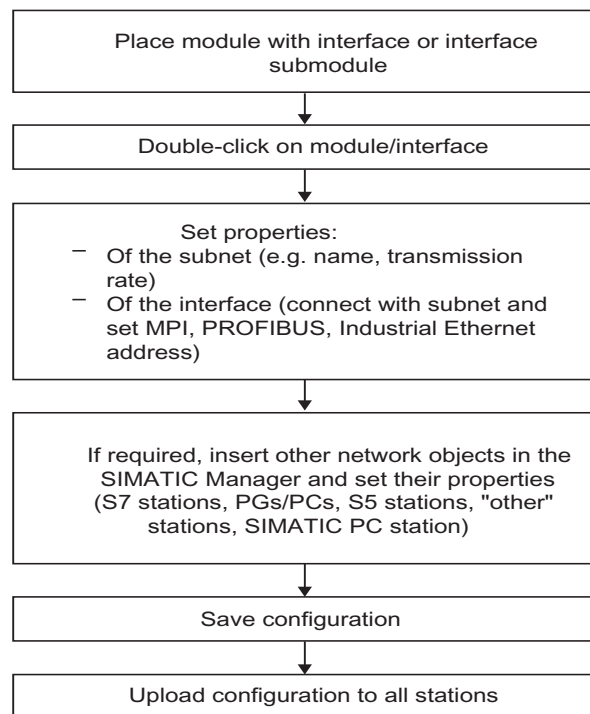 Place module with interface or interface
submodule
Double-click on module/interface
Set properties:
– Of the subnet (e.g. name, transmission
rate)
– Of the interface (connect with subnet and
set MPI, PROFIBUS, Industrial Ethernet
address)
If required, insert other network objects in the
SIMATIC Manager and set their properties
(S7 stations, PGs/PCs, S5 stations, "other"
stations, SIMATIC PC station)
Save configuration
Upload configuration to all stations